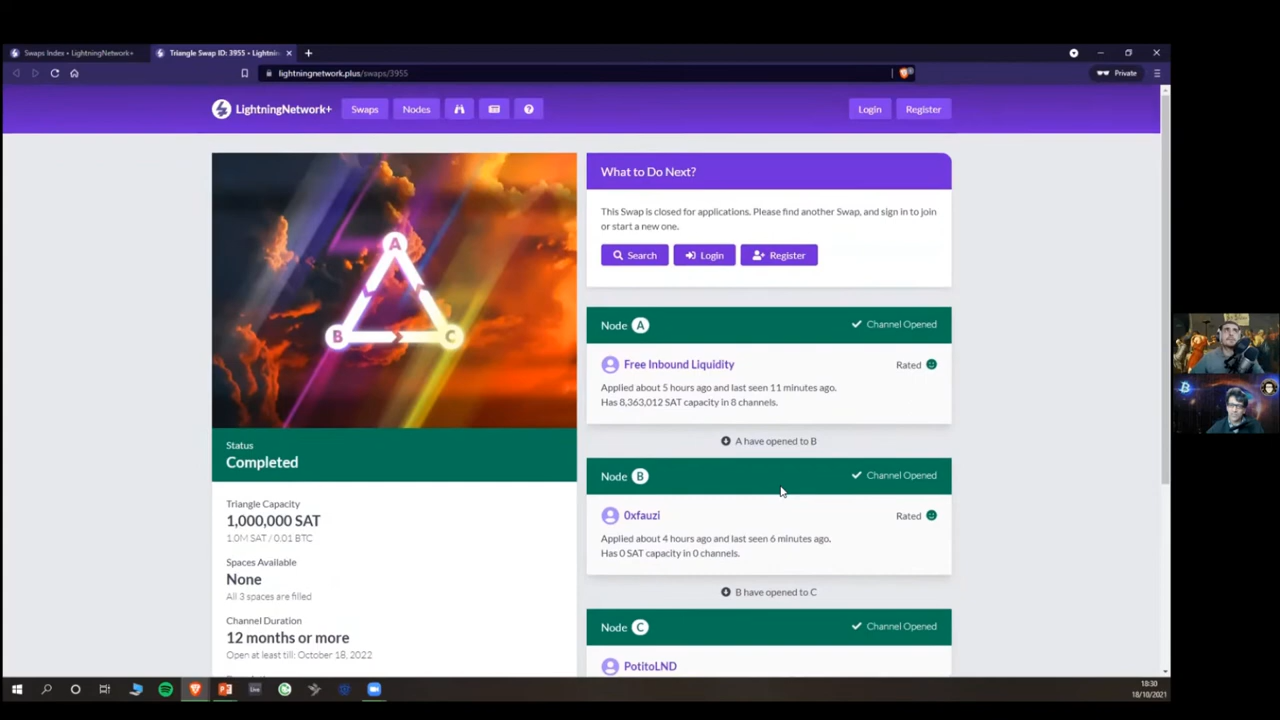 Swaps Index • LightningNetwork+
Triangle Swap ID: 3955 • Lightnin
lightningnetwork.plus/swaps/3955
Private
LightningNetwork+
Swaps
Nodes
Login
Register
A
B
C
Status
Completed
Triangle Capacity
1,000,000 SAT
1.0M SAT / 0.01 BTC
Spaces Available
None
All 3 spaces are filled
Channel Duration
12 months or more
Open at least till: October 18, 2022
What to Do Next?
This Swap is closed for applications. Please find another Swap, and sign in to join
or start a new one.
Search
Login
Register
Node A
Channel Opened
Free Inbound Liquidity
Rated
Applied about 5 hours ago and last seen 11 minutes ago.
Has 8,363,012 SAT capacity in 8 channels.
A have opened to B
Node B
Channel Opened
0xfauzi
Rated
Applied about 4 hours ago and last seen 6 minutes ago.
Has 0 SAT capacity in 0 channels.
B have opened to C
Node C
Channel Opened
PotitoLND
18:30
18/10/2021